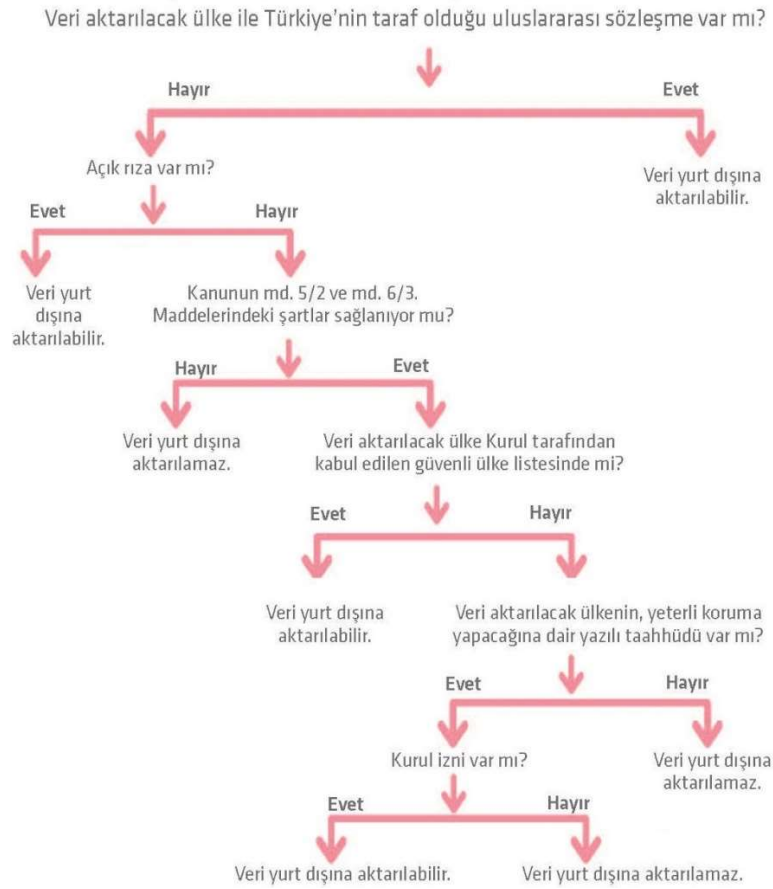 Veri aktarılacak ülke ile Türkiye'nin taraf olduğu uluslararası sözleşme var mı?
Hayır
Evet
Açık rıza var mı?
Veri yurt dışına
aktarılabilir.
Evet
Hayır
Veri yurt
dışına
aktarılabilir.
Kanunun md. 5/2 ve md. 6/3.
Maddelerindeki şartlar sağlanıyor mu?
Hayır
Evet
Veri yurt dışına
aktarılamaz.
Veri aktarılacak ülke Kurul tarafından
kabul edilen güvenli ülke listesinde mi?
Evet
Hayır
Veri yurt dışına
aktarılabilir.
Veri aktarılacak ülkenin, yeterli koruma
yapacağına dair yazılı taahhüdü var mı?
Evet
Hayır
Kurul izni var mı?
Veri yurt dışına
aktarılamaz.
Evet
Hayır
Veri yurt dışına aktarılabilir.
Veri yurt dışına aktarılamaz.